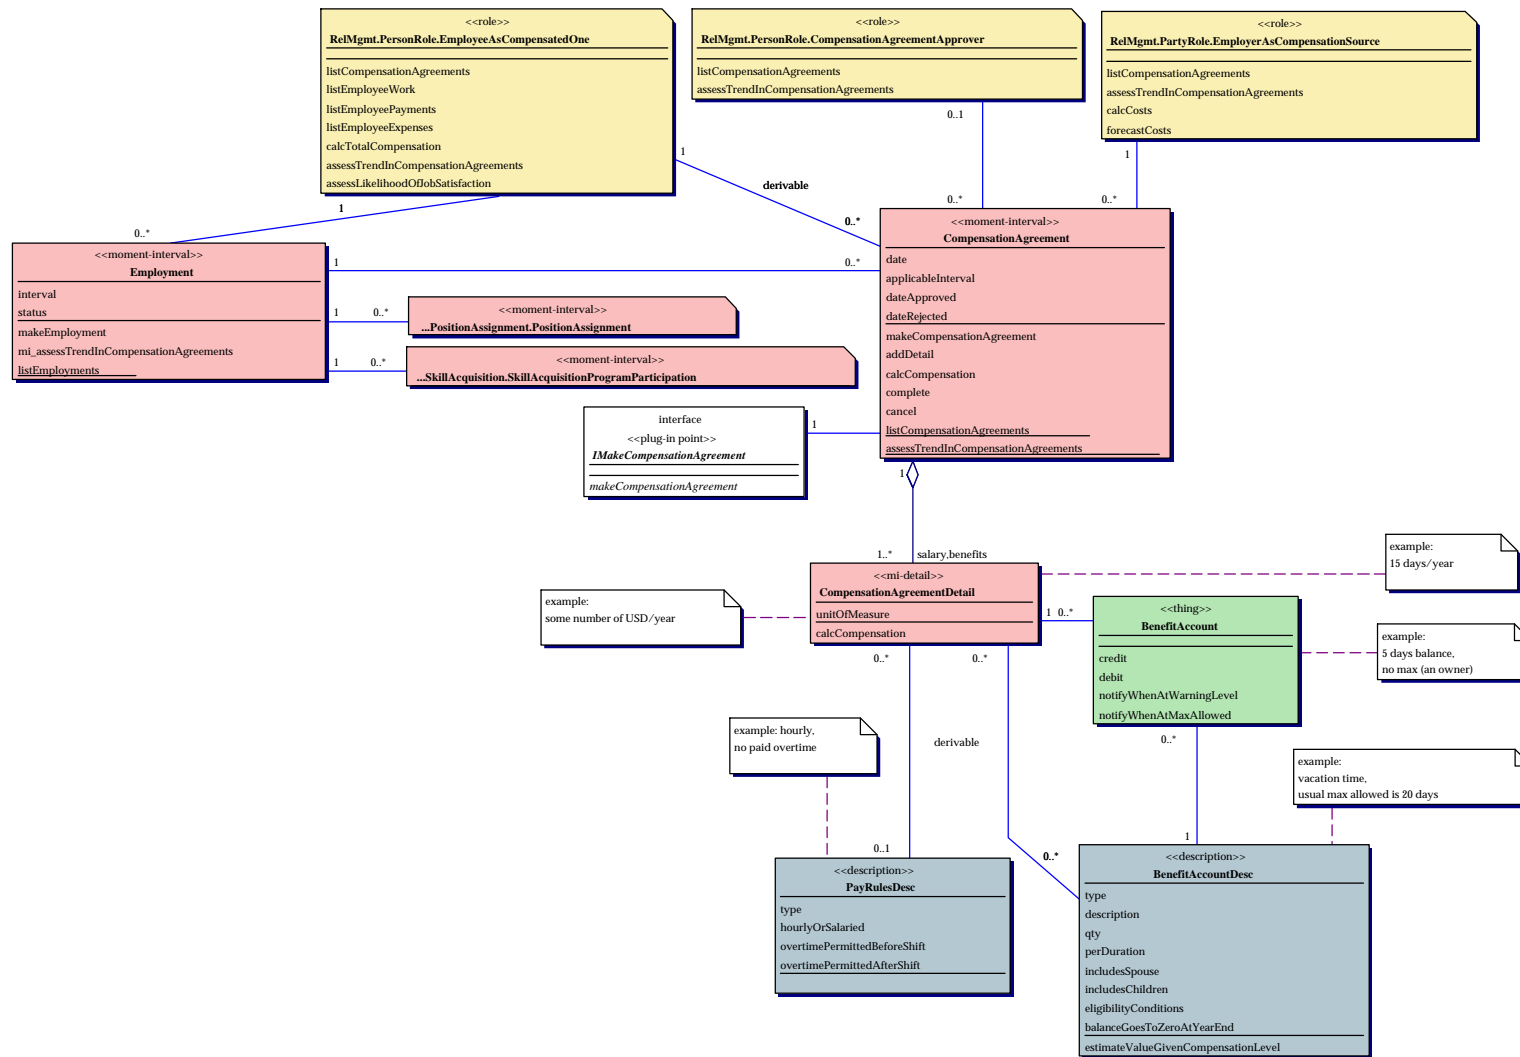 <<role>>
RelMgmt.PersonRole.EmployeeAsCompensatedOne
listCompensationAgreements
listEmployeeWork
listEmployeePayments
listEmployeeExpenses
calcTotalCompensation
assessTrendInCompensationAgreements
assessLikelihoodOfJobSatisfaction
<<role>>
RelMgmt.PersonRole.CompensationAgreementApprover
listCompensationAgreements
assessTrendInCompensationAgreements
<<role>>
RelMgmt.PartyRole.EmployerAsCompensationSource
listCompensationAgreements
assessTrendInCompensationAgreements
calcCosts
forecastCosts
0..1
1
1
derivable
1
0..*
0..*
0..*
0..*
<<moment-interval>>
Employment
interval
status
makeEmployment
mi_assessTrendInCompensationAgreements
listEmployments
1
0..*
1
0..*
1
0..*
<<moment-interval>>
...PositionAssignment.PositionAssignment
<<moment-interval>>
...SkillAcquisition.SkillAcquisitionProgramParticipation
<<moment-interval>>
CompensationAgreement
date
applicableInterval
dateApproved
dateRejected
makeCompensationAgreement
addDetail
calcCompensation
complete
cancel
listCompensationAgreements
assessTrendInCompensationAgreements
interface
<<plug-in point>>
IMakeCompensationAgreement
makeCompensationAgreement
1
1
1..*
salary,benefits
<<mi-detail>>
CompensationAgreementDetail
unitOfMeasure
calcCompensation
example:
some number of USD/year
example:
15 days/year
1 0..*
<<thing>>
BenefitAccount
credit
debit
notifyWhenAtWarningLevel
notifyWhenAtMaxAllowed
example:
5 days balance,
no max (an owner)
0..*
0..*
0..*
derivable
example: hourly,
no paid overtime
example:
vacation time,
usual max allowed is 20 days
0..1
0..*
1
<<description>>
PayRulesDesc
type
hourlyOrSalaried
overtimePermittedBeforeShift
overtimePermittedAfterShift
<<description>>
BenefitAccountDesc
type
description
qty
perDuration
includesSpouse
includesChildren
eligibilityConditions
balanceGoesToZeroAtYearEnd
estimateValueGivenCompensationLevel